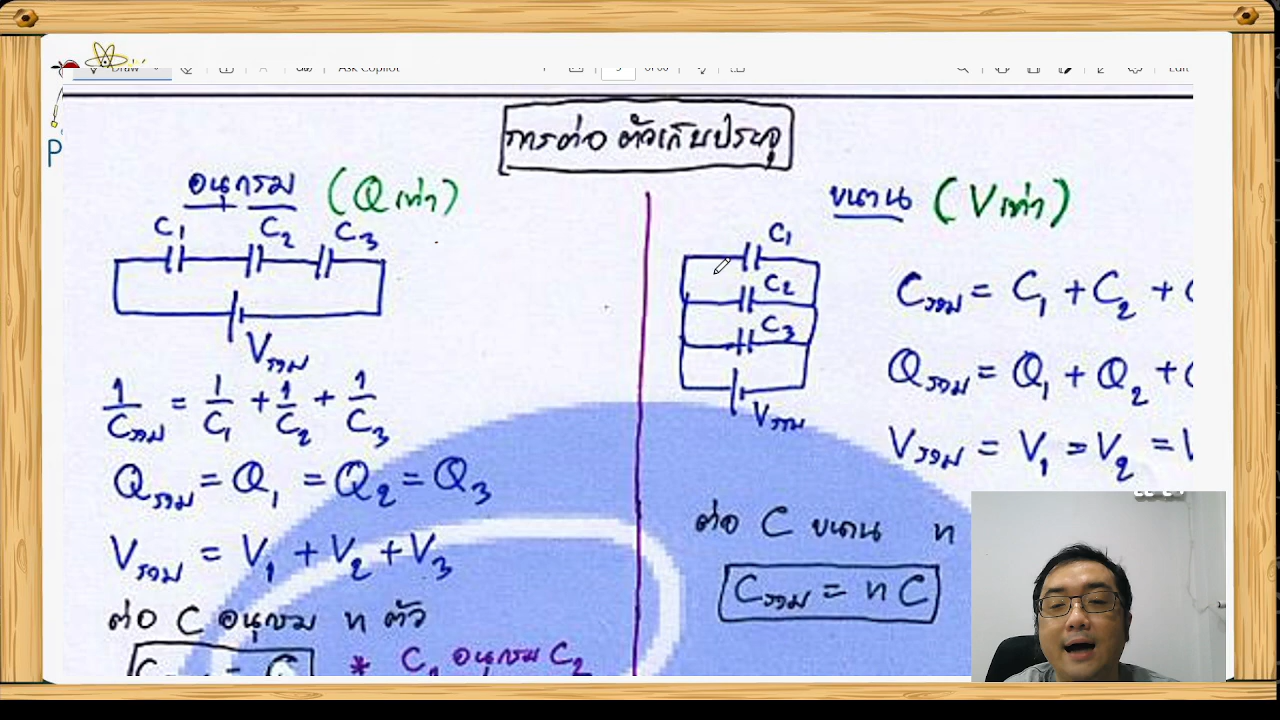 Draw
Ask Copilot
Edit
P
การต่อ ตัวเก็บประจุ
อนุกรม (Q เท่า)
C1 C2 C3
Vรวม
1/Cรวม = 1/C1 + 1/C2 + 1/C3
Qรวม = Q1 = Q2 = Q3
Vรวม = V1 + V2 + V3
ต่อ C อนุกรม n ตัว
* C1 อนุกรม C2
ขนาน (V เท่า)
C1
C2
C3
Vรวม
Cรวม = C1 + C2 +
Qรวม = Q1 + Q2 +
Vรวม = V1 = V2 =
ต่อ C ขนาน n
Cรวม = n C